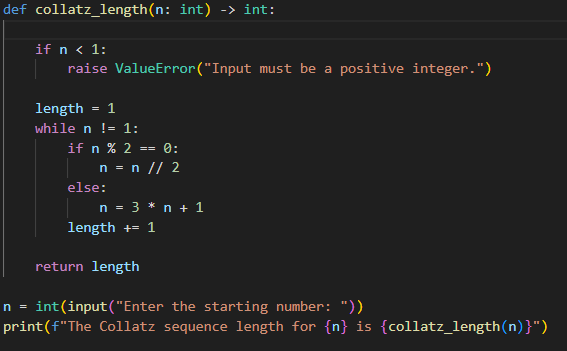 def collatz_length(n: int) -> int:
if n < 1:
raise ValueError("Input must be a positive integer.")
length = 1
while n != 1:
if n % 2 == 0:
n = n // 2
else:
n = 3 * n + 1
length += 1
return length
n = int(input("Enter the starting number: "))
print(f"The Collatz sequence length for {n} is {collatz_length(n)}")